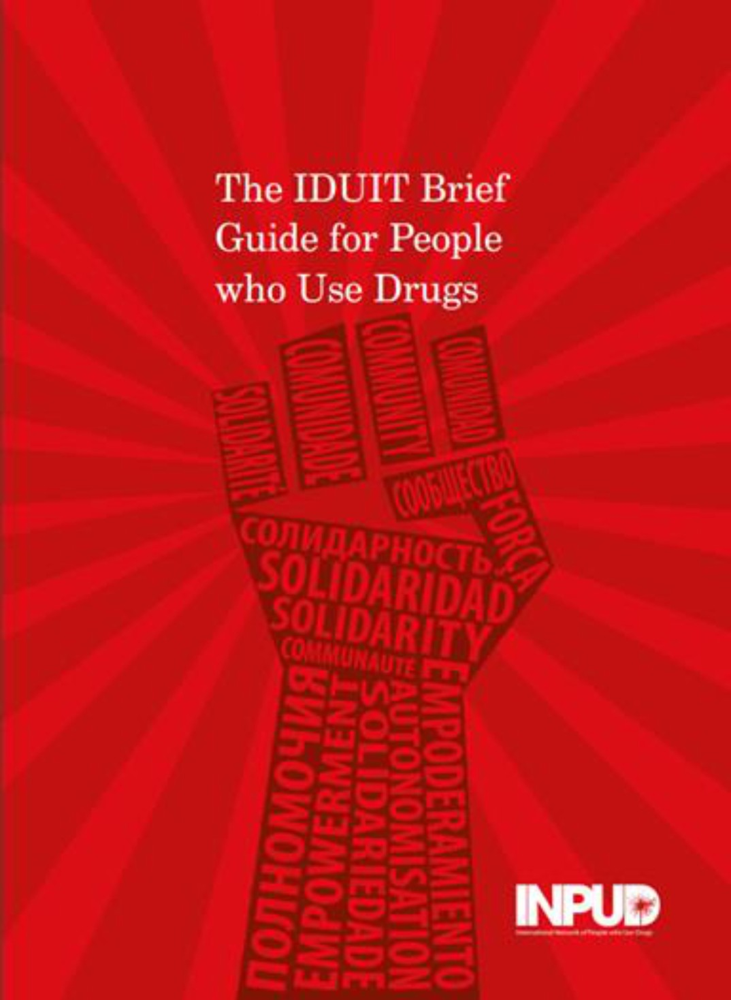 The IDUIT Brief
Guide for People
who Use Drugs
SOLIDARITÉ
COMUNIDADE
COMMUNITY
COMUNIDAD
СООБЩЕСТВО
FORÇA
СОЛИДАРНОСТЬ
SOLIDARIDAD
SOLIDARITY
COMMUNAUTÉ
ПОЛНОМОЧИЯ
EMPOWERMENT
SOLIDARIEDADE
AUTONOMISATION
EMPODERAMIENTO
INPUD
International Network of People who Use Drugs